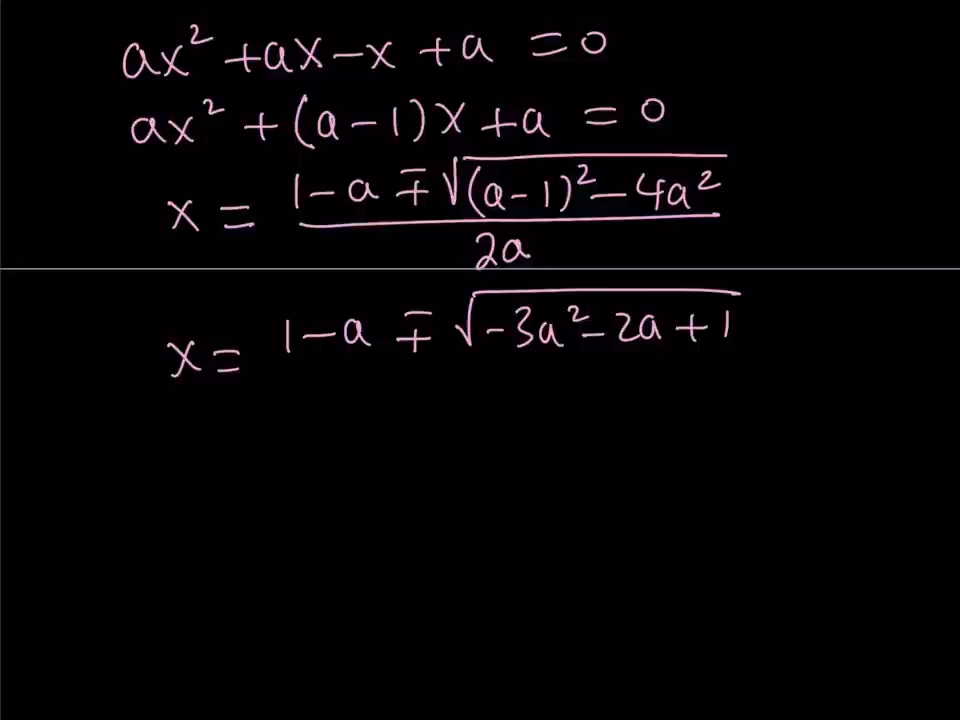 ax² + ax - x + a = 0
ax² + (a - 1)x + a = 0
x = (1 - a ∓ √((a - 1)² - 4a²)) / 2a
x = 1 - a ∓ √(-3a² - 2a + 1)